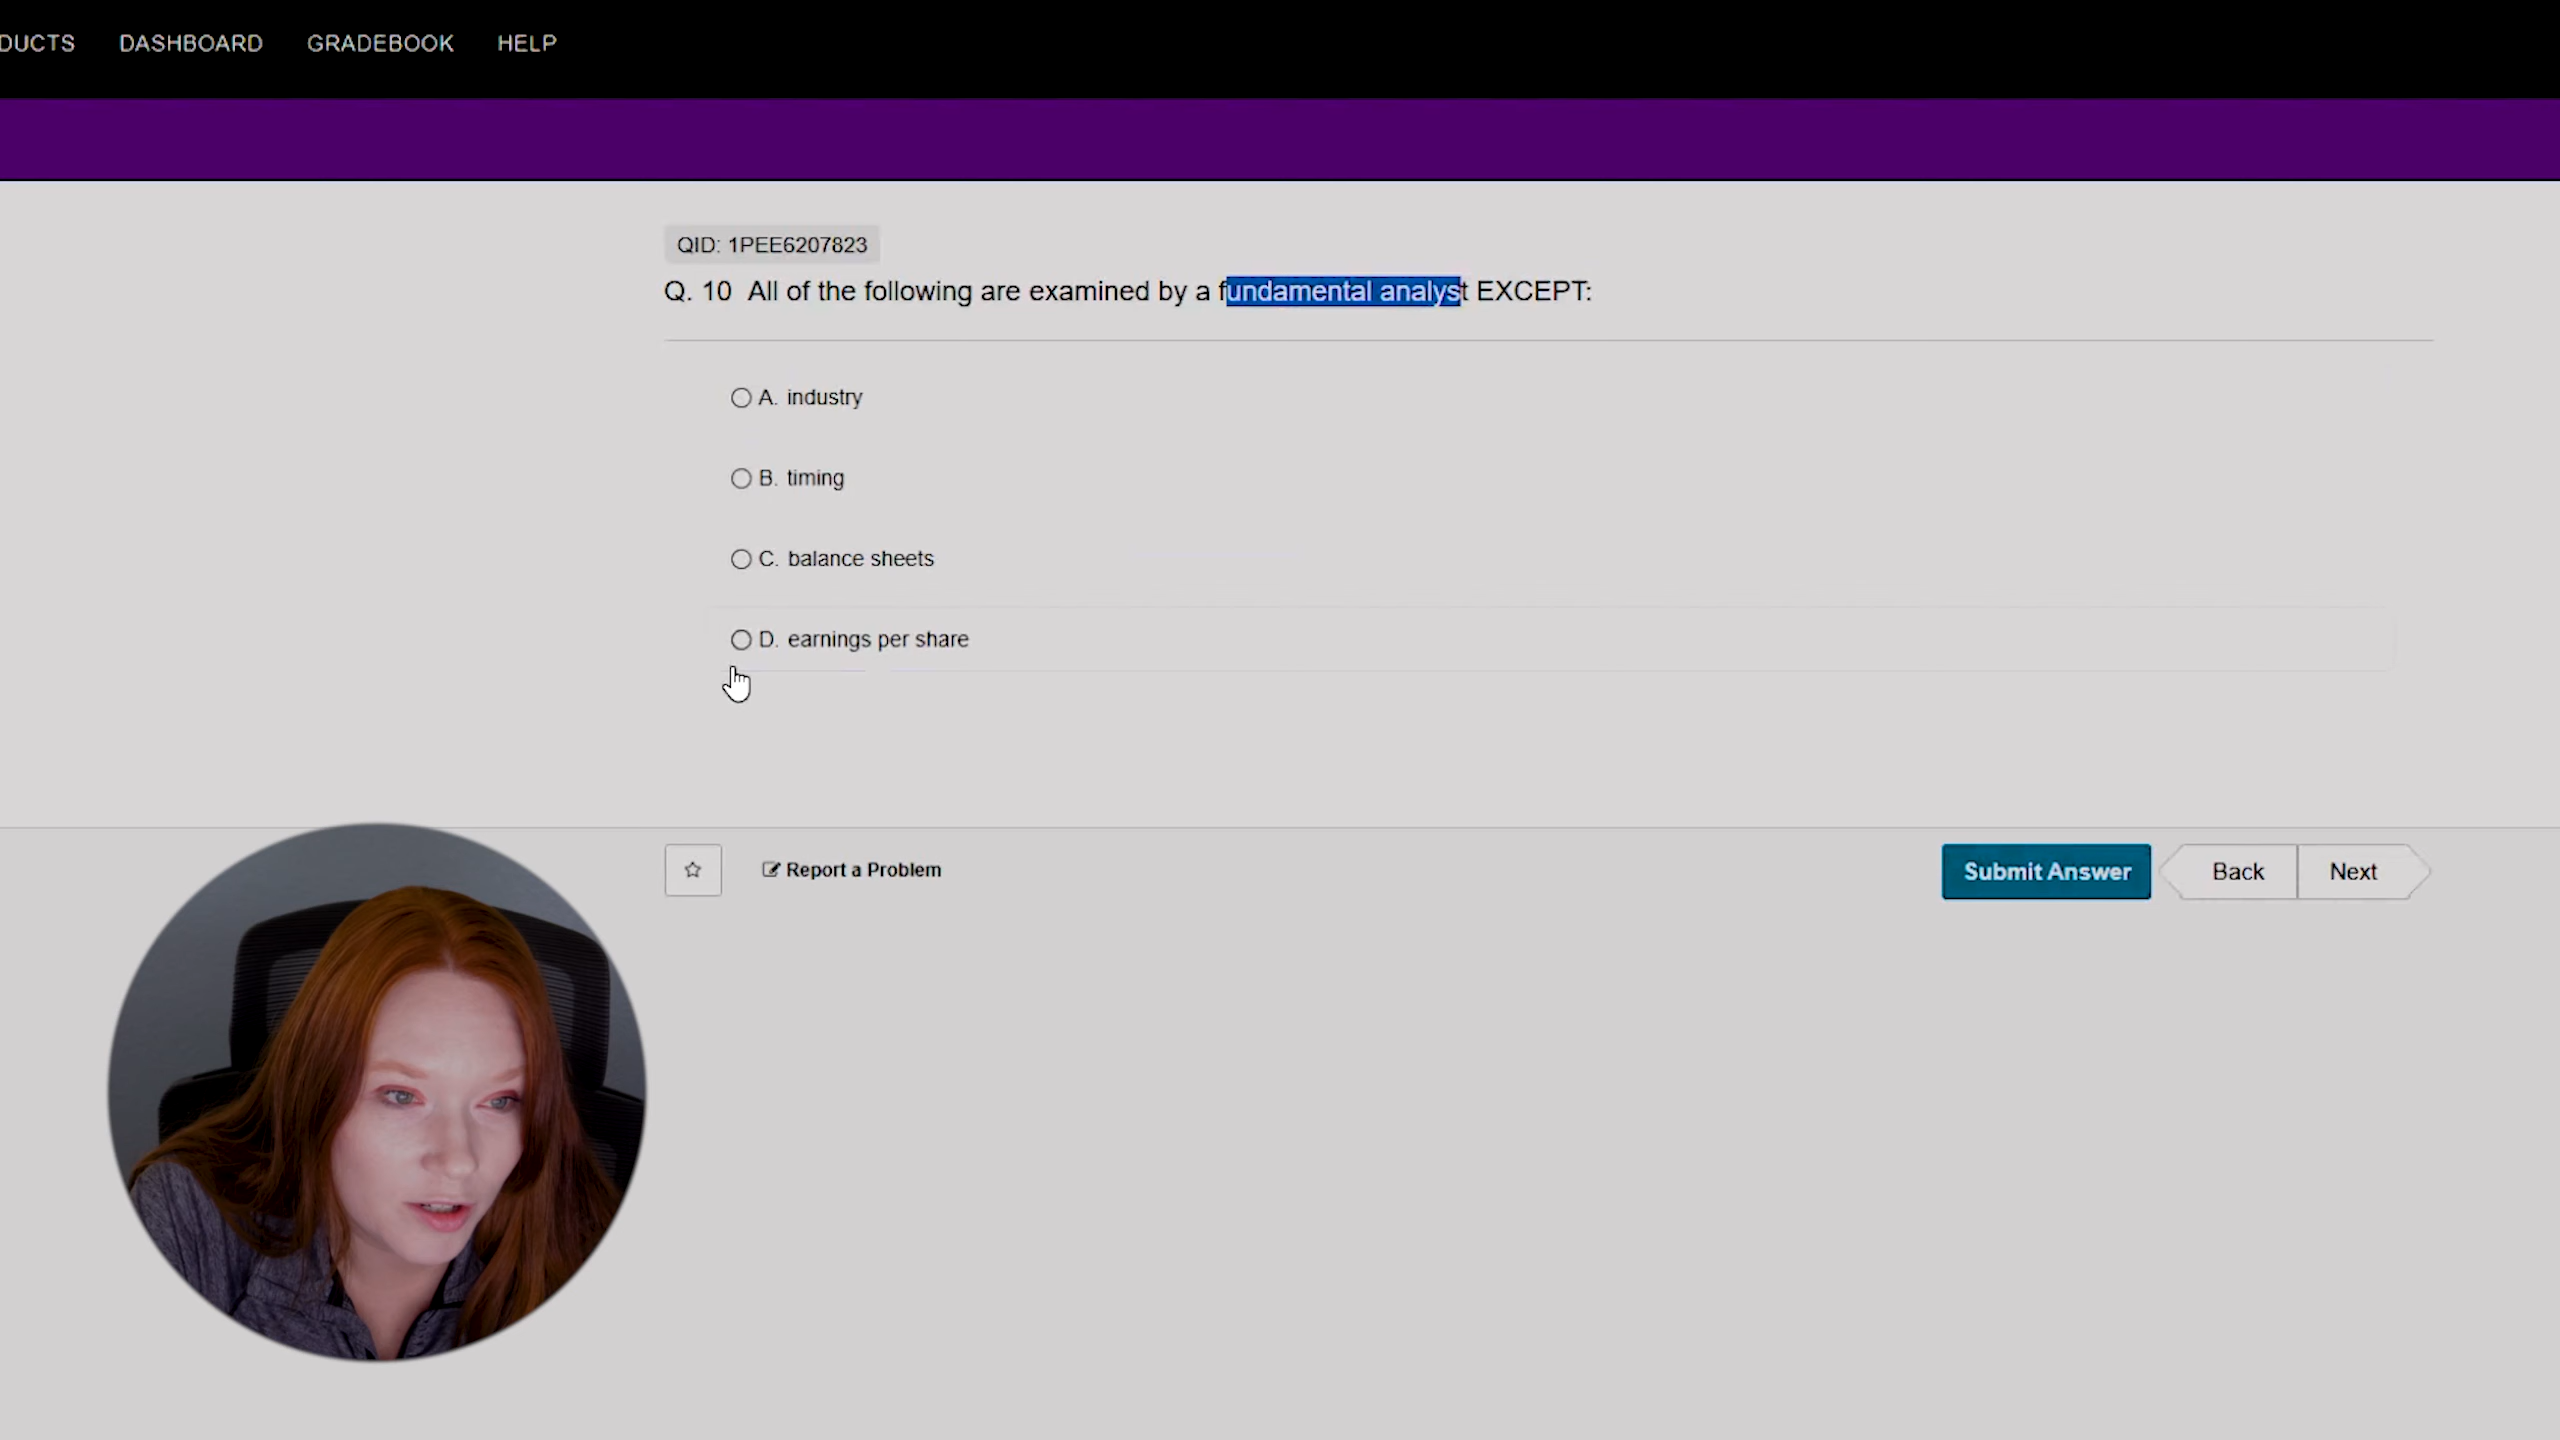 DUCTS DASHBOARD GRADEBOOK HELP
QID: 1PEE6207823
Q. 10 All of the following are examined by a fundamental analyst EXCEPT:
A. industry
B. timing
C. balance sheets
D. earnings per share
Report a Problem
Submit Answer
Back
Next